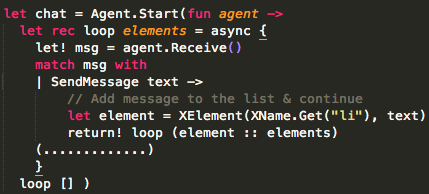 let chat = Agent.Start(fun agent ->
  let rec loop elements = async {
    let! msg = agent.Receive()
    match msg with
    | SendMessage text ->
        // Add message to the list & continue
        let element = XElement(XName.Get("li"), text)
        return! loop (element :: elements)
    (.............)
    }
  loop [] )